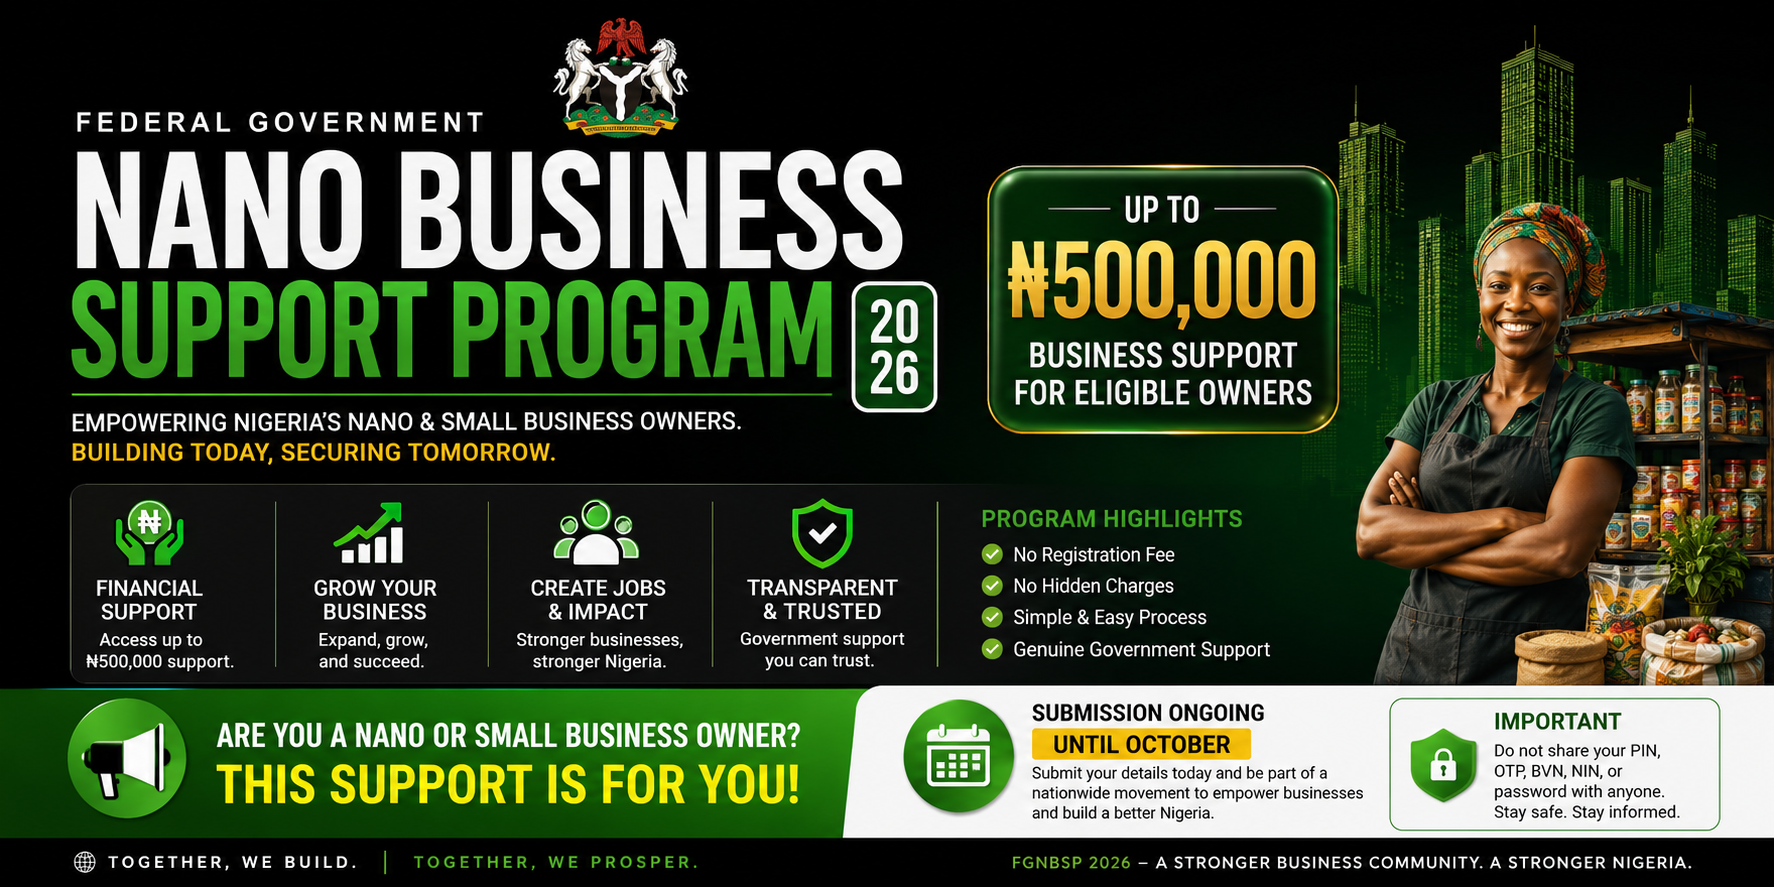 FEDERAL GOVERNMENT
NANO BUSINESS
SUPPORT PROGRAM
20
26
EMPOWERING NIGERIA'S NANO & SMALL BUSINESS OWNERS.
BUILDING TODAY, SECURING TOMORROW.
UP TO
₦500,000
BUSINESS SUPPORT
FOR ELIGIBLE OWNERS
₦
FINANCIAL
SUPPORT
Access up to
₦500,000 support.
GROW YOUR
BUSINESS
Expand, grow,
and succeed.
CREATE JOBS
& IMPACT
Stronger businesses,
stronger Nigeria.
TRANSPARENT
& TRUSTED
Government support
you can trust.
PROGRAM HIGHLIGHTS
No Registration Fee
No Hidden Charges
Simple & Easy Process
Genuine Government Support
ARE YOU A NANO OR SMALL BUSINESS OWNER?
THIS SUPPORT IS FOR YOU!
SUBMISSION ONGOING
UNTIL OCTOBER
Submit your details today and be part of a
nationwide movement to empower businesses
and build a better Nigeria.
IMPORTANT
Do not share your PIN,
OTP, BVN, NIN, or
password with anyone.
Stay safe. Stay informed.
TOGETHER, WE BUILD.
TOGETHER, WE PROSPER.
FGNBSP 2026 – A STRONGER BUSINESS COMMUNITY. A STRONGER NIGERIA.